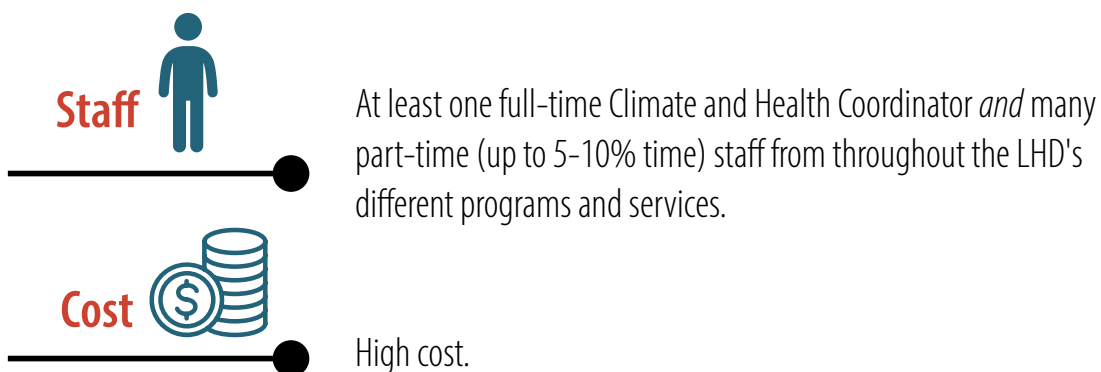 Staff
At least one full-time Climate and Health Coordinator and many
part-time (up to 5-10% time) staff from throughout the LHD's
different programs and services.
$
Cost
High cost.